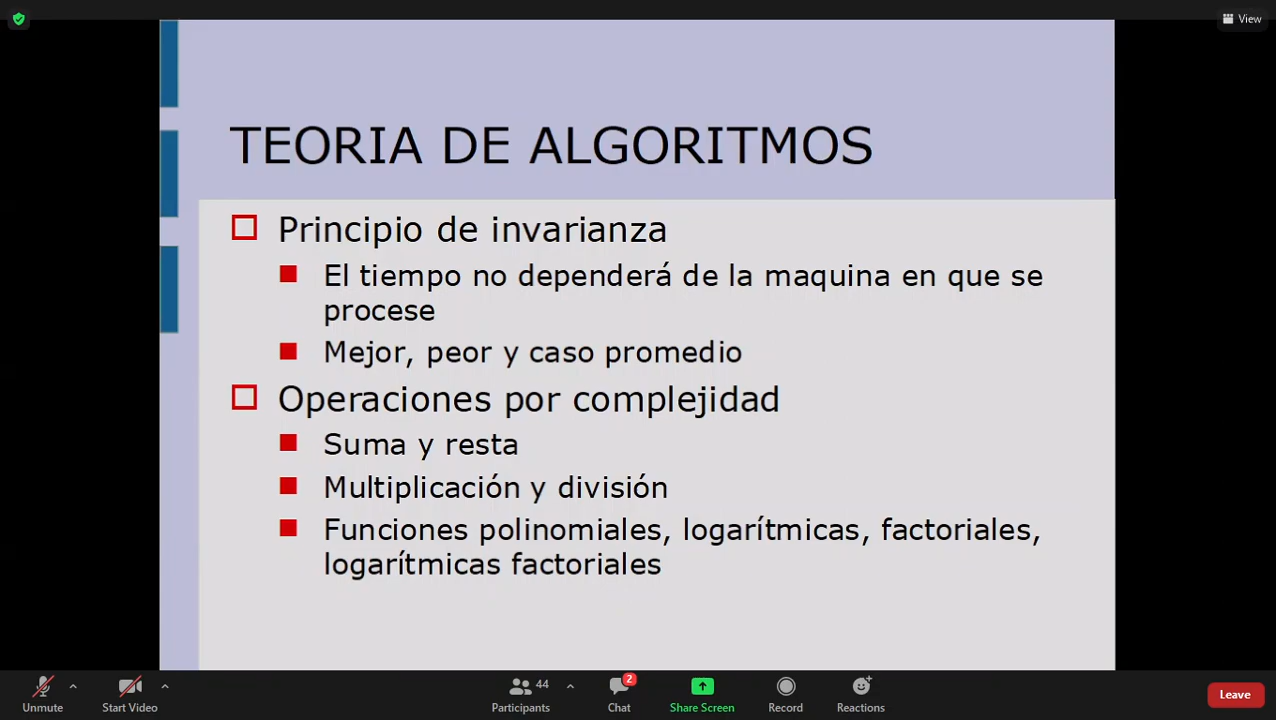 View
TEORIA DE ALGORITMOS
Principio de invarianza
El tiempo no dependerá de la maquina en que se
procese
Mejor, peor y caso promedio
Operaciones por complejidad
Suma y resta
Multiplicación y división
Funciones polinomiales, logarítmicas, factoriales,
logarítmicas factoriales
Unmute
Start Video
44
Participants
2
Chat
Share Screen
Record
Reactions
Leave